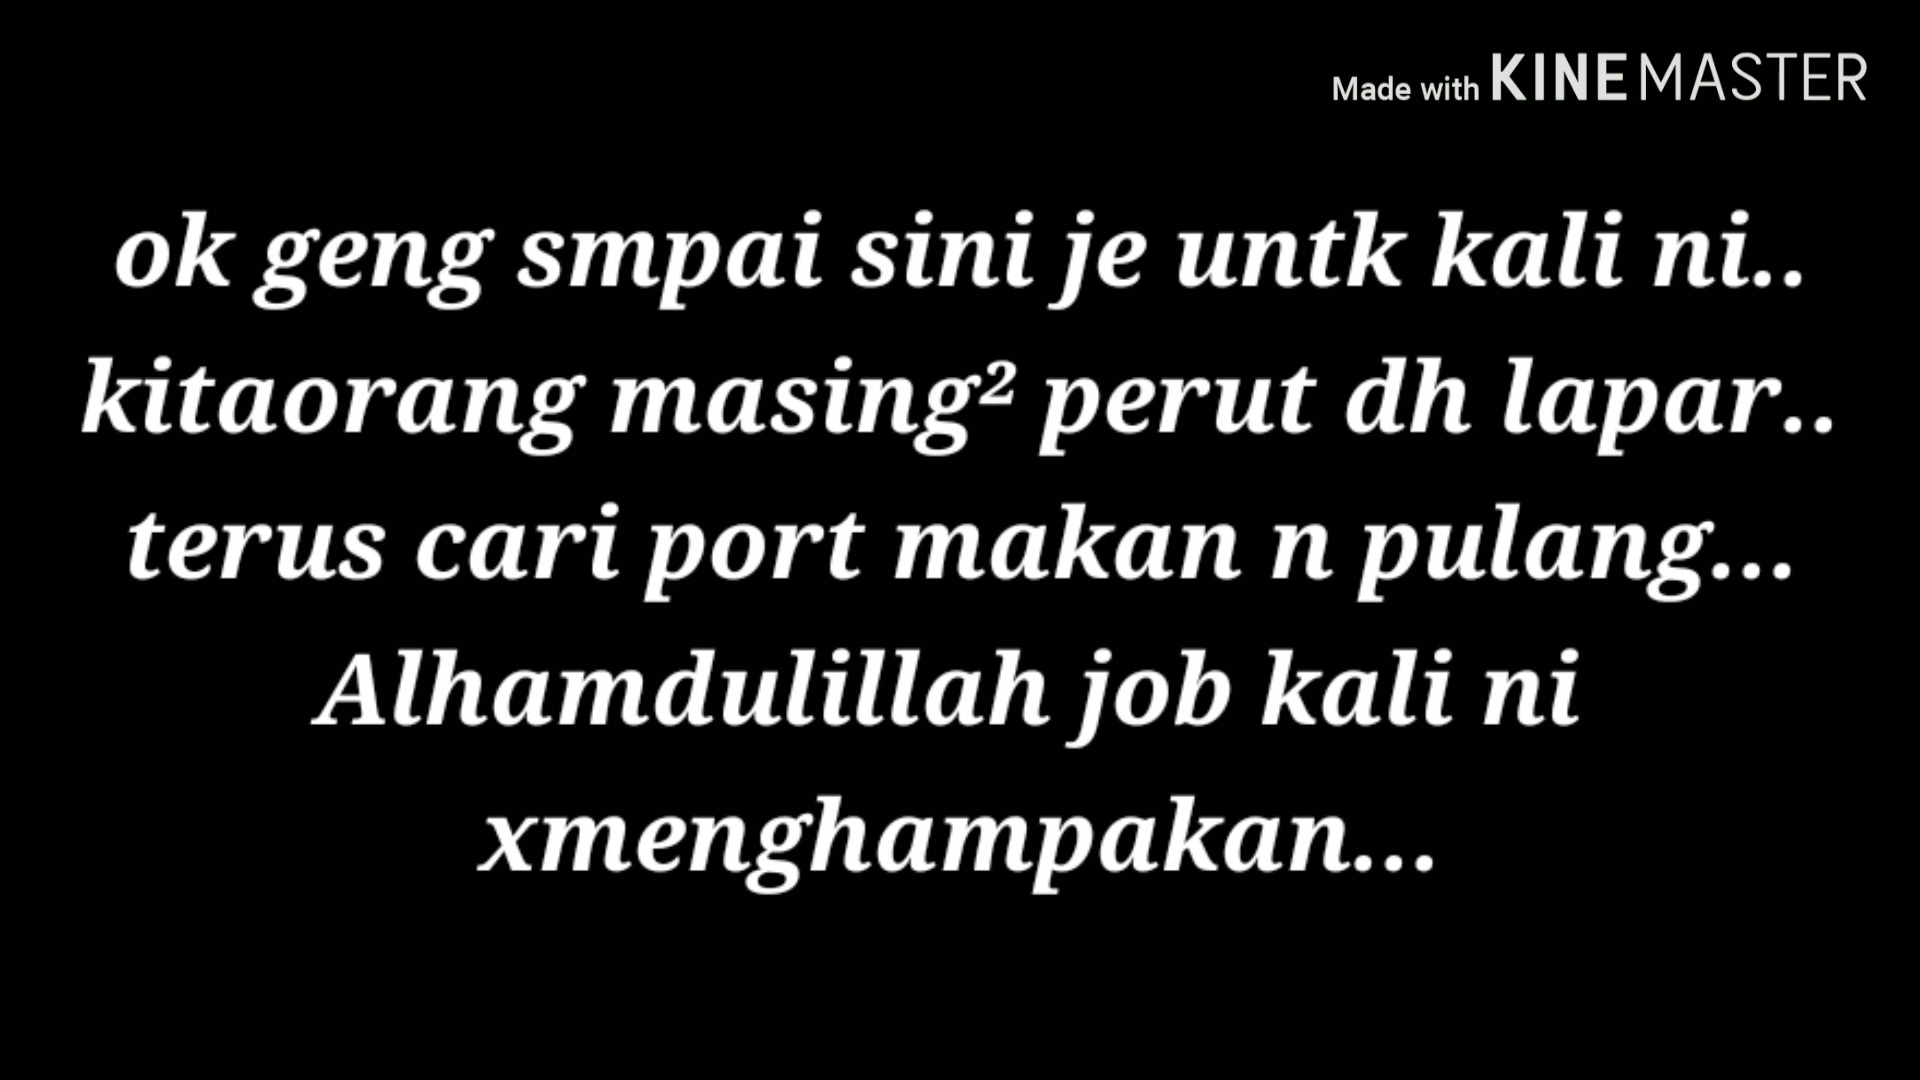 Made with KINEMASTER
ok geng smpai sini je untk kali ni..
kitaorang masing² perut dh lapar..
terus cari port makan n pulang...
Alhamdulillah job kali ni
xmenghampakan...